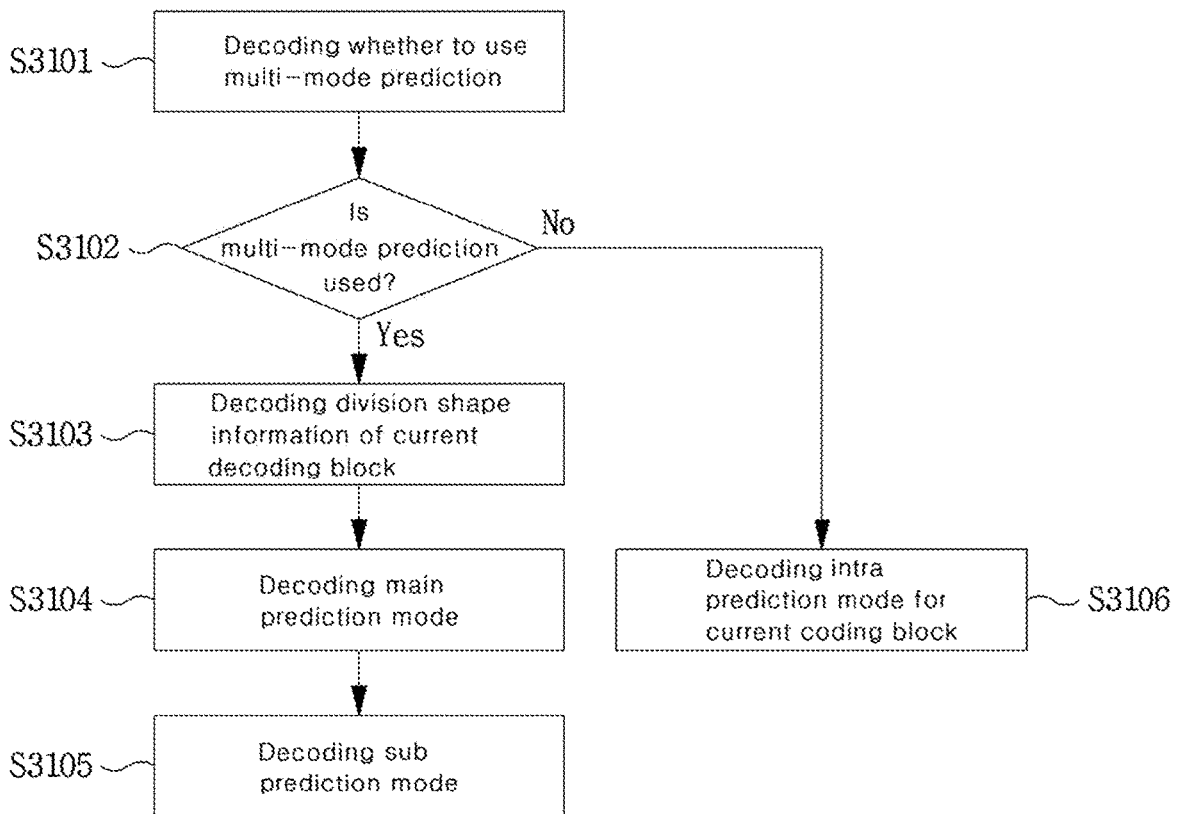 S3101
Decoding whether to use
multi-mode prediction
S3102
Is
multi-mode prediction
used?
No
Yes
S3103
Decoding division shape
information of current
decoding block
S3104
Decoding main
prediction mode
Decoding intra
prediction mode for
current coding block
S3106
S3105
Decoding sub
prediction mode